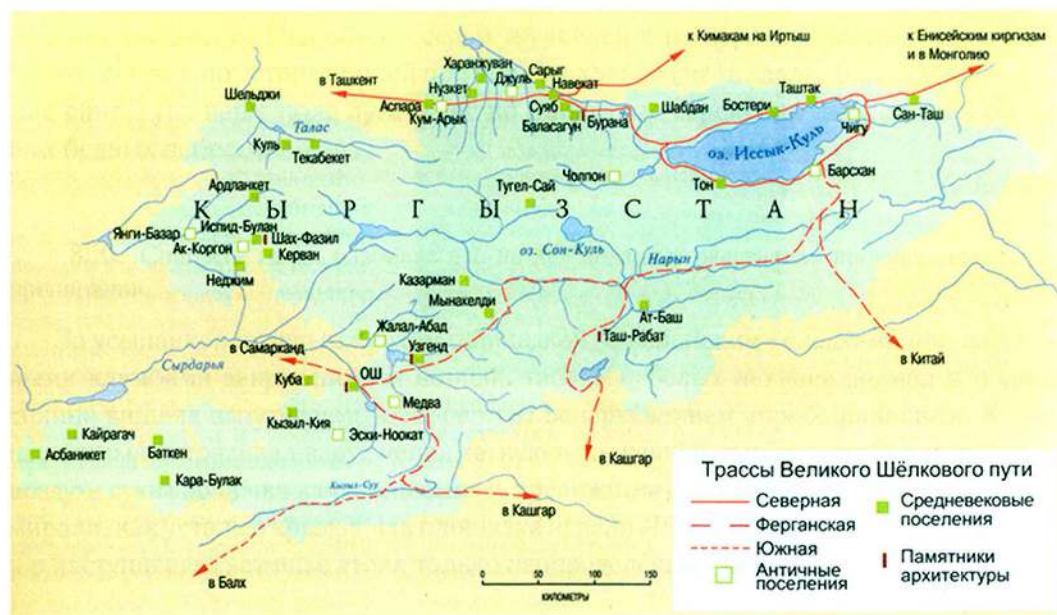 к Кимакам на Иртыш
к Енисейским киргизам
и в Монголию
Харанжуван
Джуль
Сарыг
Навекат
в Ташкент
Нузкет
Шельджи
Аспара
Кум-Арык
Суяб
Баласагун
Бурана
Шабдан
Бостери
Таштак
Чигу
Сан-Таш
Талас
Куль
Текабекет
оз. Иссык-Куль
Чолпон
Тон
Барсхан
Ардланкет
Тугел-Сай
КЫРГЫЗСТАН
Янги-Базар
Испид-Булан
Ак-Коргон
Шах-Фазил
Керван
Неджим
оз. Сон-Куль
Нарын
Казарман
Мынакелди
Ат-Баш
Таш-Рабат
Жалал-Абад
Узгенд
в Самарканд
Сырдарья
Куба
ОШ
в Китай
Медва
Кызыл-Кия
Эски-Ноокат
Кайрагач
Асбаникет
Баткен
Кара-Булак
Кызыл-Суу
в Кашгар
в Кашгар
в Балх
0 50 100 150
КИЛОМЕТРЫ
Трассы Великого Шёлкового пути
Северная
Ферганская
Южная
Античные
поселения
Средневековые
поселения
Памятники
архитектуры